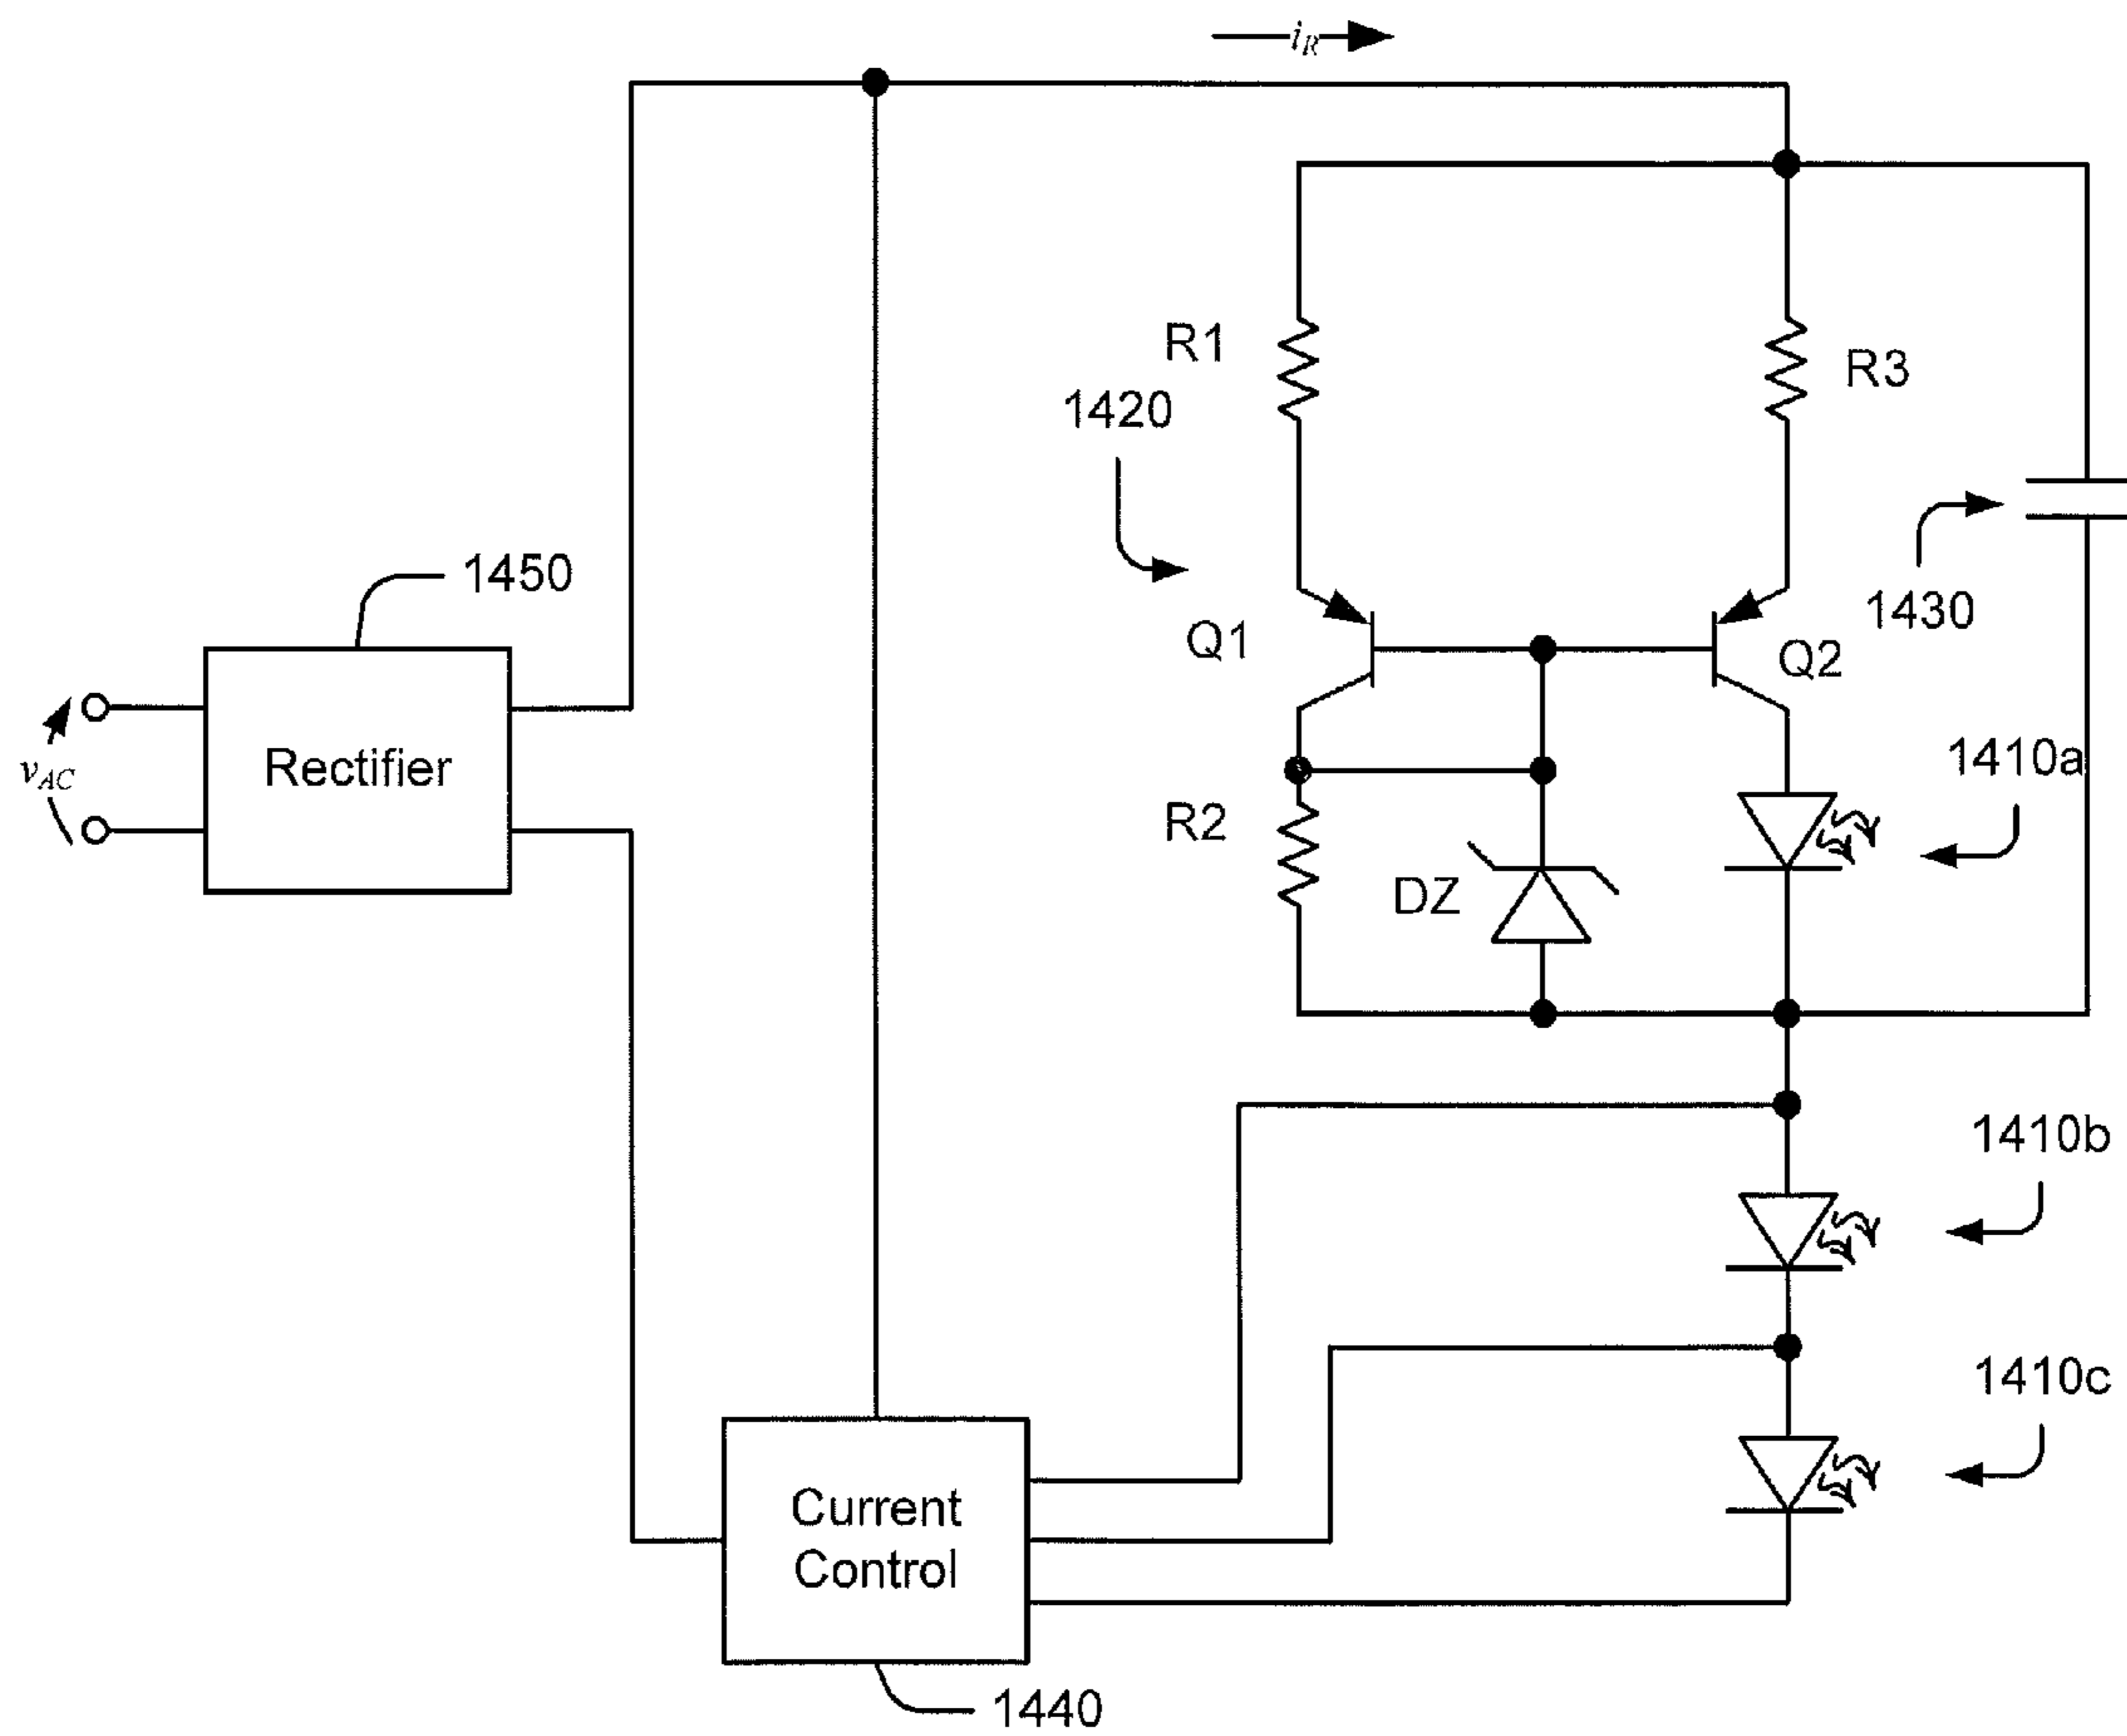 iR
R1
R3
1420
1450
1430
Q1
Q2
Rectifier
vAC
1410a
R2
DZ
1410b
1410c
Current
Control
1440